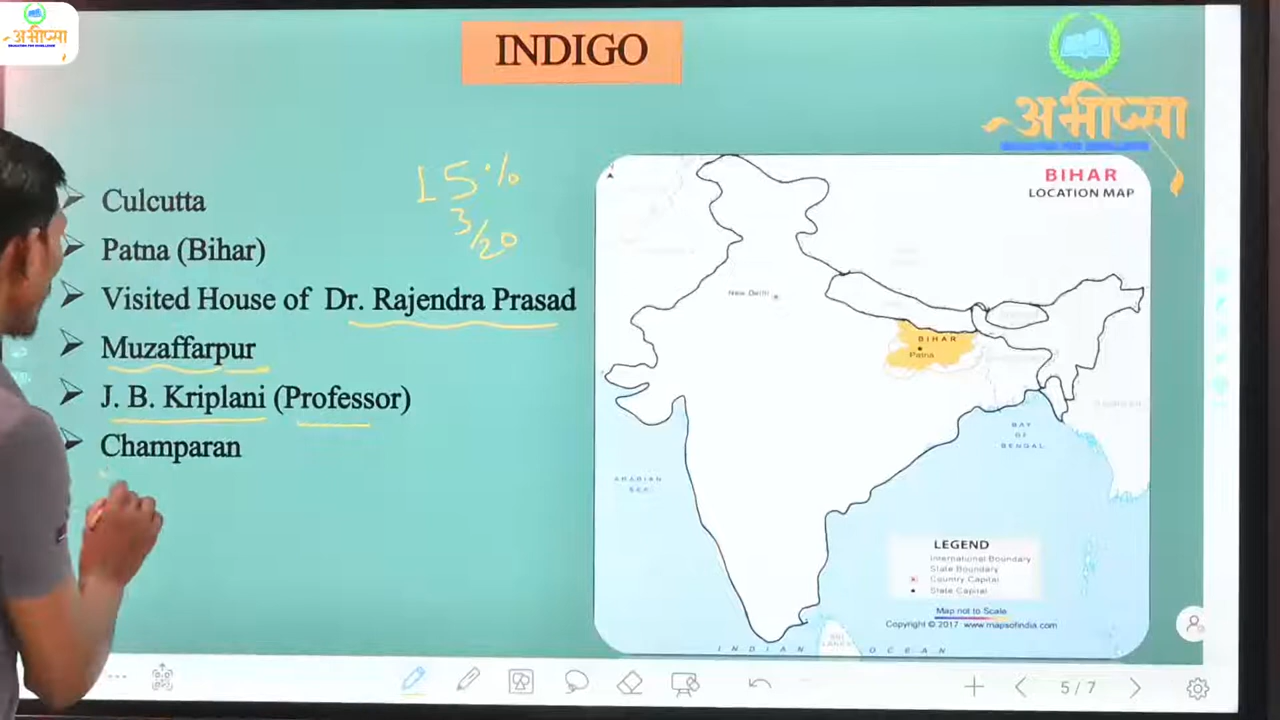 अभीप्सा
INDIGO
अभीप्सा
15%
3/20
Culcutta
Patna (Bihar)
Visited House of Dr. Rajendra Prasad
Muzaffarpur
J. B. Kriplani (Professor)
Champaran
BIHAR
LOCATION MAP
New Delhi
BIHAR
Patna
BAY
OF
BENGAL
ARABIAN
SEA
LEGEND
International Boundary
State Boundary
Country Capital
State Capital
Map not to Scale
Copyright © 2017 www.mapsofindia.com
SRI
LANKA
INDIAN OCEAN
5/7